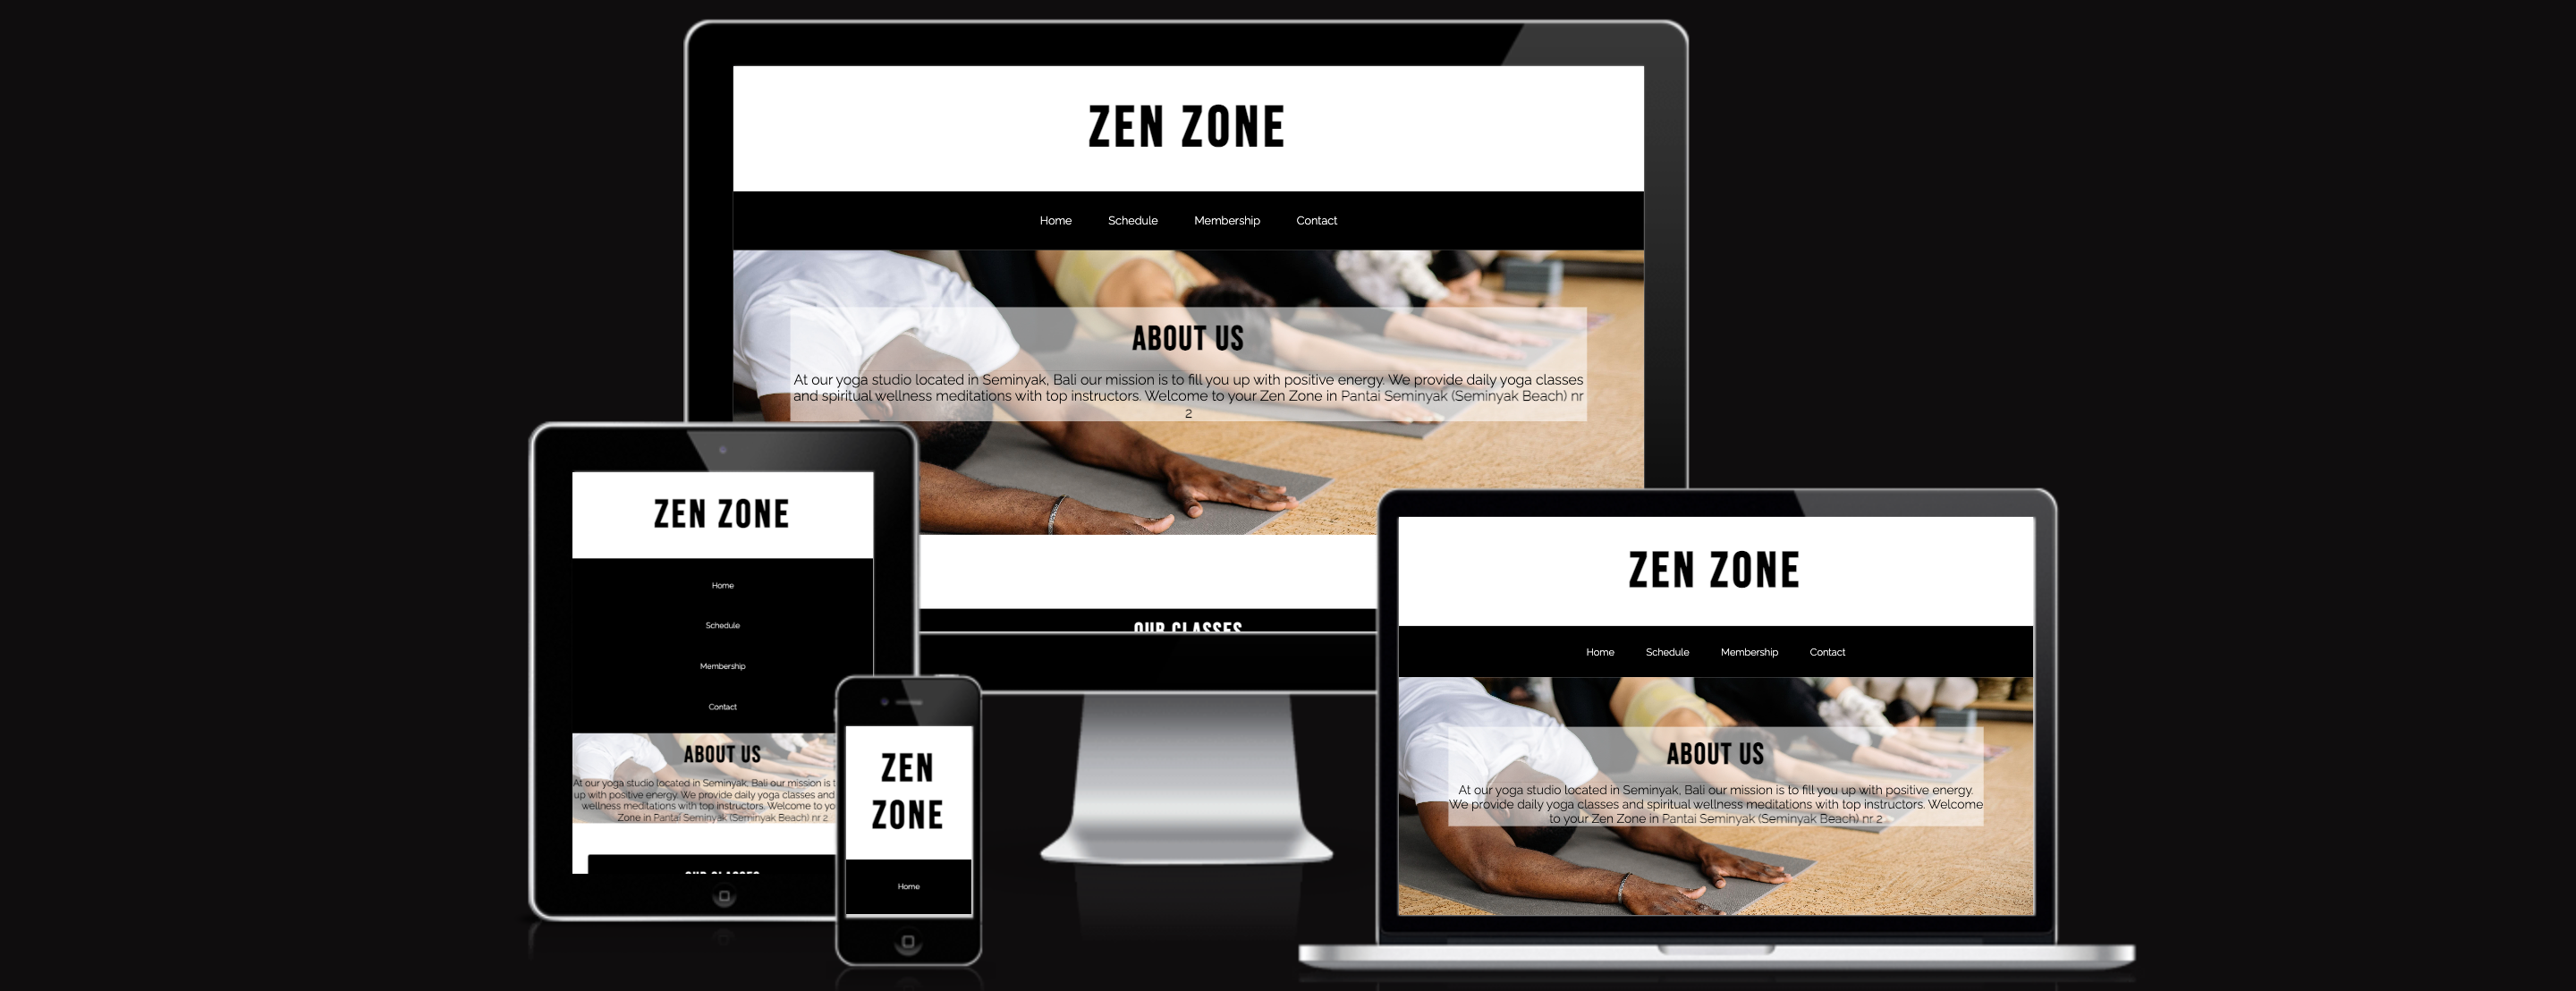 ZEN ZONE
Home Schedule Membership Contact
ABOUT US
At our yoga studio located in Seminyak, Bali our mission is to fill you up with positive energy. We provide daily yoga classes
and spiritual wellness meditations with top instructors. Welcome to your Zen Zone in Pantai Seminyak (Seminyak Beach) nr
2
OUR CLASSES
ZEN ZONE
Home
Schedule
Membership
Contact
ABOUT US
At our yoga studio located in Seminyak, Bali our mission is
up with positive energy. We provide daily yoga classes and
wellness meditations with top instructors. Welcome to
Zone in Pantai Seminyak (Seminyak Beach) nr 2
OUR CLASSES
ZEN
ZONE
Home
ZEN ZONE
Home Schedule Membership Contact
ABOUT US
At our yoga studio located in Seminyak, Bali our mission is to fill you up with positive energy.
We provide daily yoga classes and spiritual wellness meditations with top instructors. Welcome
to your Zen Zone in Pantai Seminyak (Seminyak Beach) nr 2